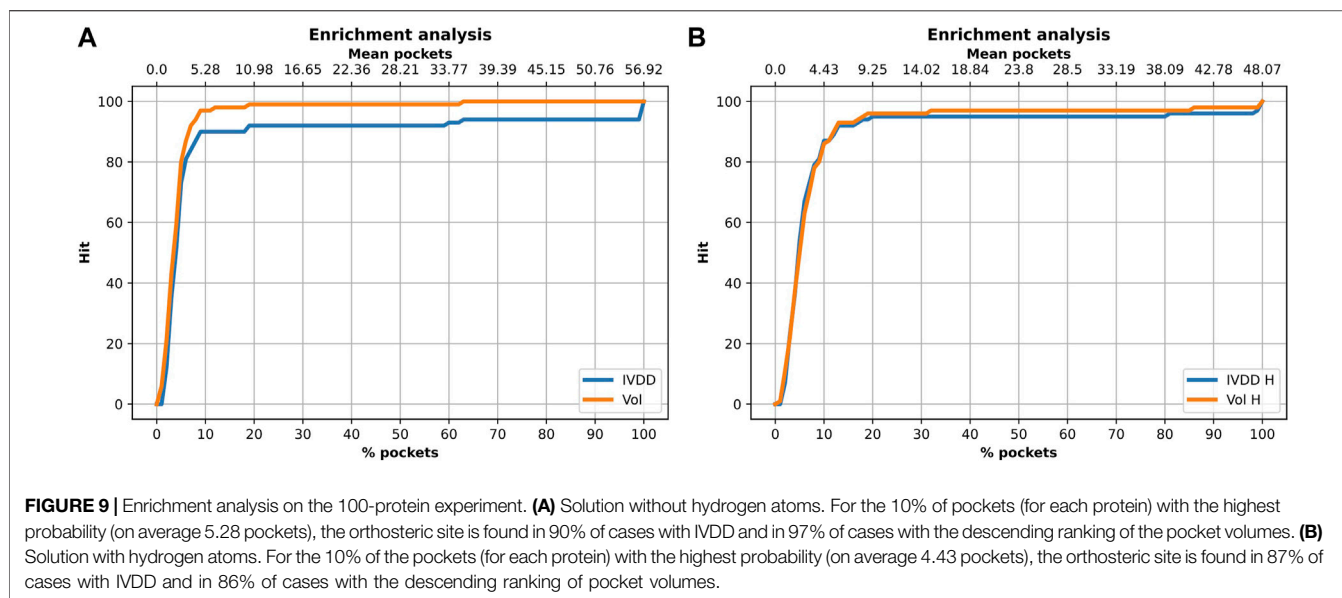 A
Enrichment analysis
Mean pockets
0.0 5.28 10.98 16.65 22.36 28.21 33.77 39.39 45.15 50.76 56.92
100
80
60
40
20
0
Hit
IVDD
Vol
0 10 20 30 40 50 60 70 80 90 100
% pockets
B
Enrichment analysis
Mean pockets
0.0 4.43 9.25 14.02 18.84 23.8 28.5 33.19 38.09 42.78 48.07
100
80
60
40
20
0
Hit
IVDD H
Vol H
0 10 20 30 40 50 60 70 80 90 100
% pockets
FIGURE 9 | Enrichment analysis on the 100-protein experiment. (A) Solution without hydrogen atoms. For the 10% of pockets (for each protein) with the highest
probability (on average 5.28 pockets), the orthosteric site is found in 90% of cases with IVDD and in 97% of cases with the descending ranking of the pocket volumes. (B)
Solution with hydrogen atoms. For the 10% of the pockets (for each protein) with the highest probability (on average 4.43 pockets), the orthosteric site is found in 87% of
cases with IVDD and in 86% of cases with the descending ranking of pocket volumes.